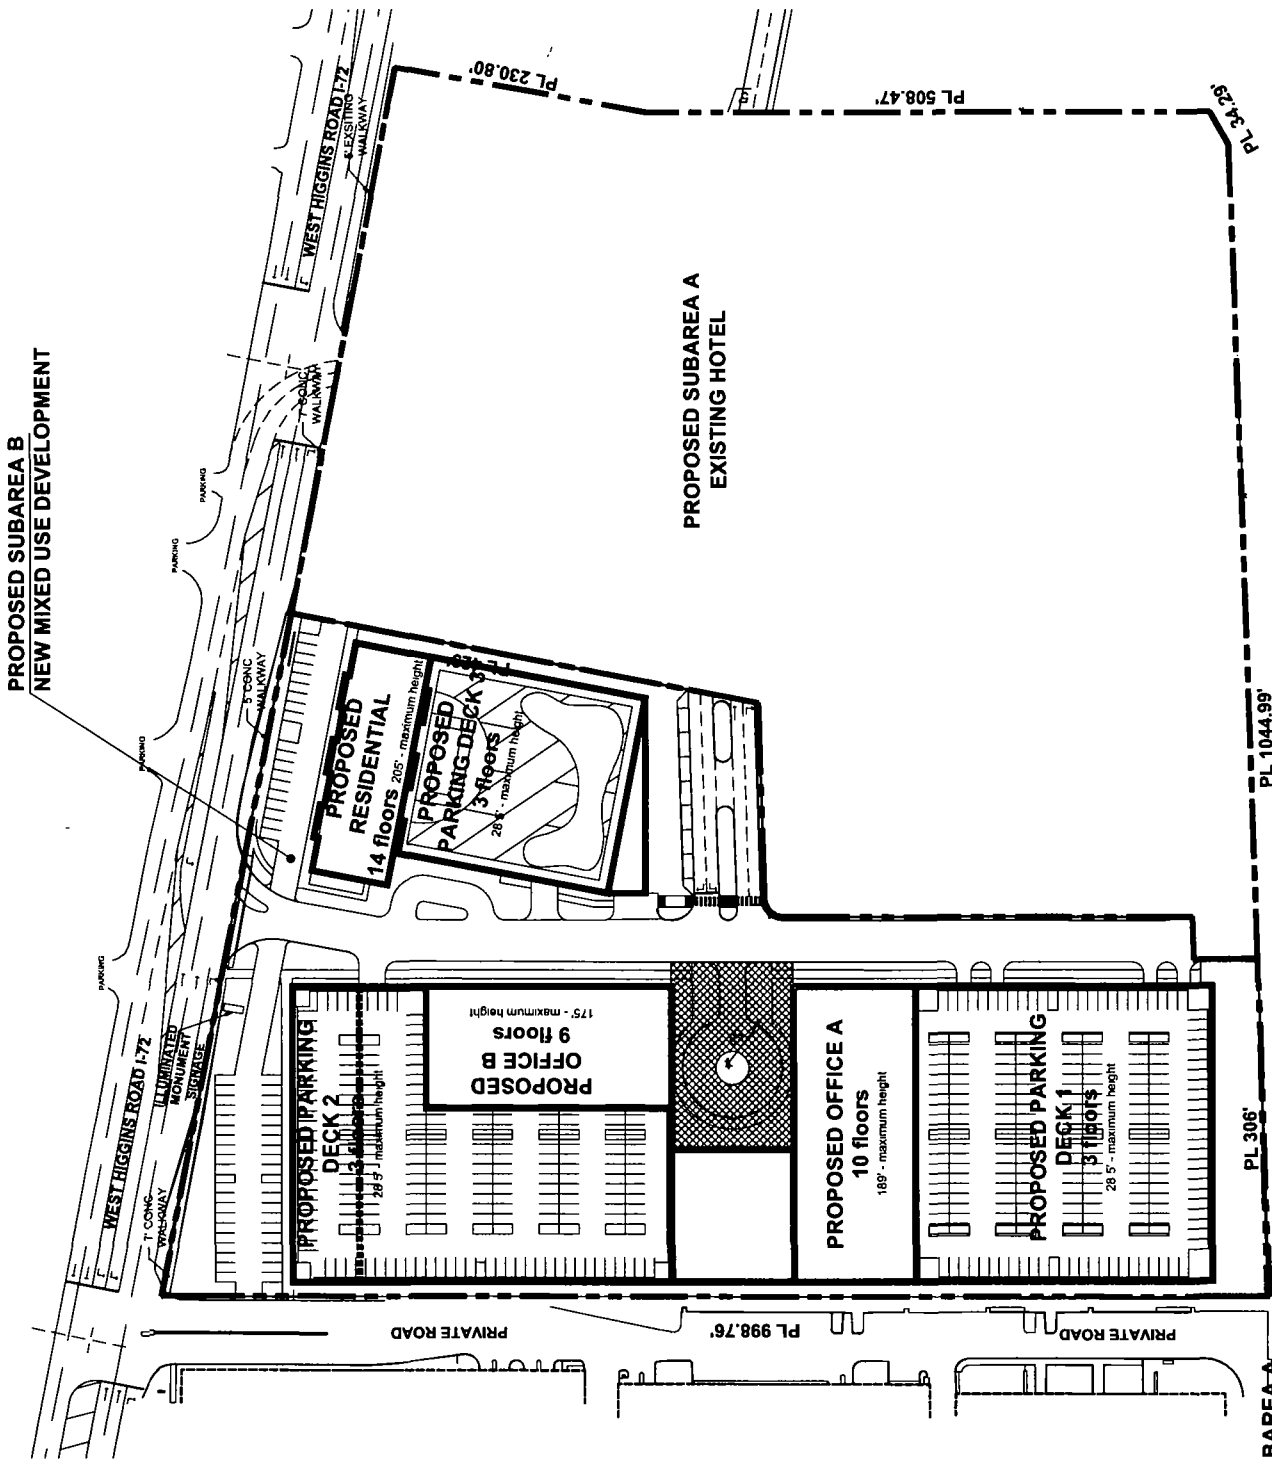 PROPOSED SUBAREA B
NEW MIXED USE DEVELOPMENT
WEST HIGGINS ROAD I-72
5' EXSITING
WALKWAY
PL 230.80'
PL 508.47'
PL 34.29'
PROPOSED SUBAREA A
EXISTING HOTEL
7' CONC
WALKWAY
PARKING
PARKING
5' CONC
WALKWAY
PARKING
PARKING
PROPOSED
RESIDENTIAL
14 floors 205' - maximum height
PROPOSED
PARKING DECK 3
3 floors
28'5' - maximum height
PL 1044.99'
PL 306'
WEST HIGGINS ROAD I-72
ILLUMINATED
MONUMENT
SIGNAGE
7' CONC
WALKWAY
PROPOSED PARKING
DECK 2
3 floors
28'5' - maximum height
PROPOSED
OFFICE B
9 floors
175' - maximum height
PROPOSED OFFICE A
10 floors
189' - maximum height
PROPOSED PARKING
DECK 1
3 floors
28'5' - maximum height
PRIVATE ROAD
PL 998.76'
PRIVATE ROAD
BAREA A